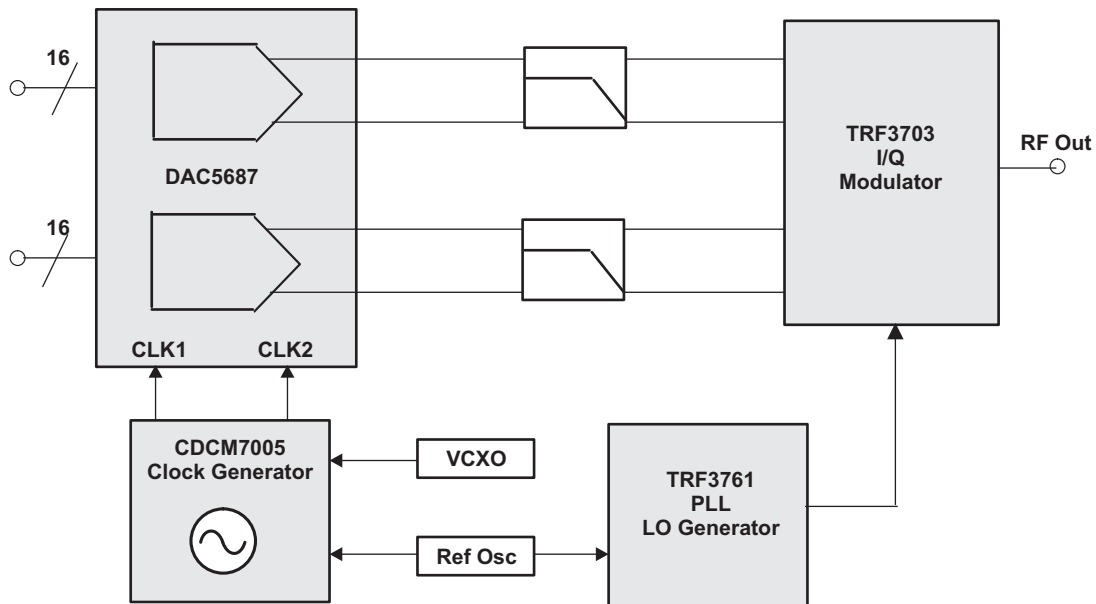 16
DAC5687
16
CLK1 CLK2
TRF3703
I/Q
Modulator
RF Out
CDCM7005
Clock Generator
VCXO
Ref Osc
TRF3761
PLL
LO Generator